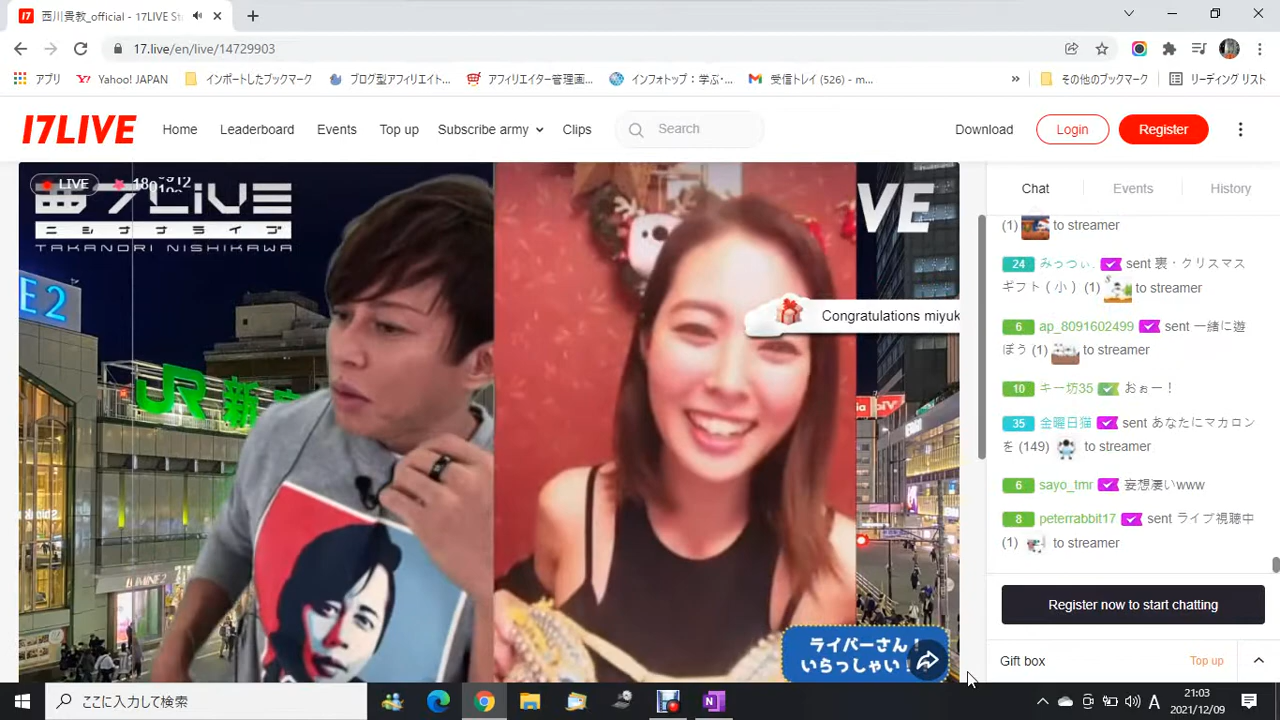 西川貴教_official - 17LIVE St
17.live/en/live/14729903
アプリ
Yahoo! JAPAN
インポートしたブックマーク
ブログ型アフィリエイト...
アフィリエイター管理画...
インフォトップ：学ぶ･...
受信トレイ (526) - m...
»
その他のブックマーク
リーディング リスト
17LIVE
Home
Leaderboard
Events
Top up
Subscribe army
Clips
Search
Download
Login
Register
LIVE
西7LIVE
ニシナナライブ
TAKANORI NISHIKAWA
VE
E 2
JR 新
Congratulations miyuk
ライバーさん！
いらっしゃい！
Chat
Events
History
(1) to streamer
24 みっつぃ. sent 裏・クリスマス
ギフト ( 小 ) (1) to streamer
6 ap_8091602499 sent 一緒に遊
ぼう (1) to streamer
10 キー坊35 おぉー！
35 金曜日猫 sent あなたにマカロン
を (149) to streamer
6 sayo_tmr 妄想凄いwww
8 peterrabbit17 sent ライブ視聴中
(1) to streamer
Register now to start chatting
Gift box
Top up
ここに入力して検索
A
21:03
2021/12/09